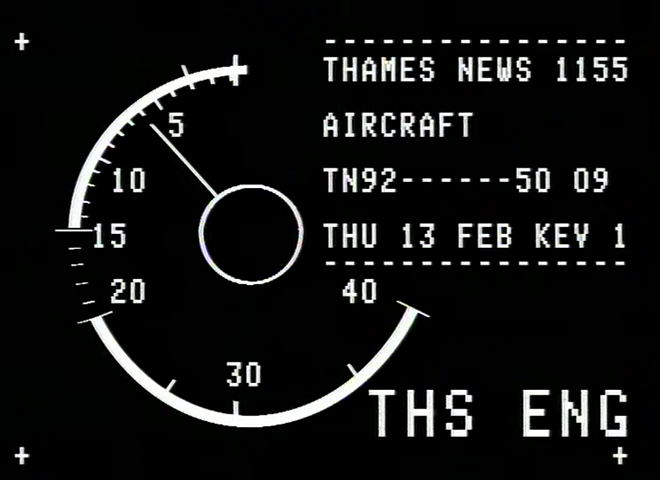 THAMES NEWS 1155
AIRCRAFT
TN92------50 09
THU 13 FEB KEV 1
5
10
15
20
30
40
THS ENG